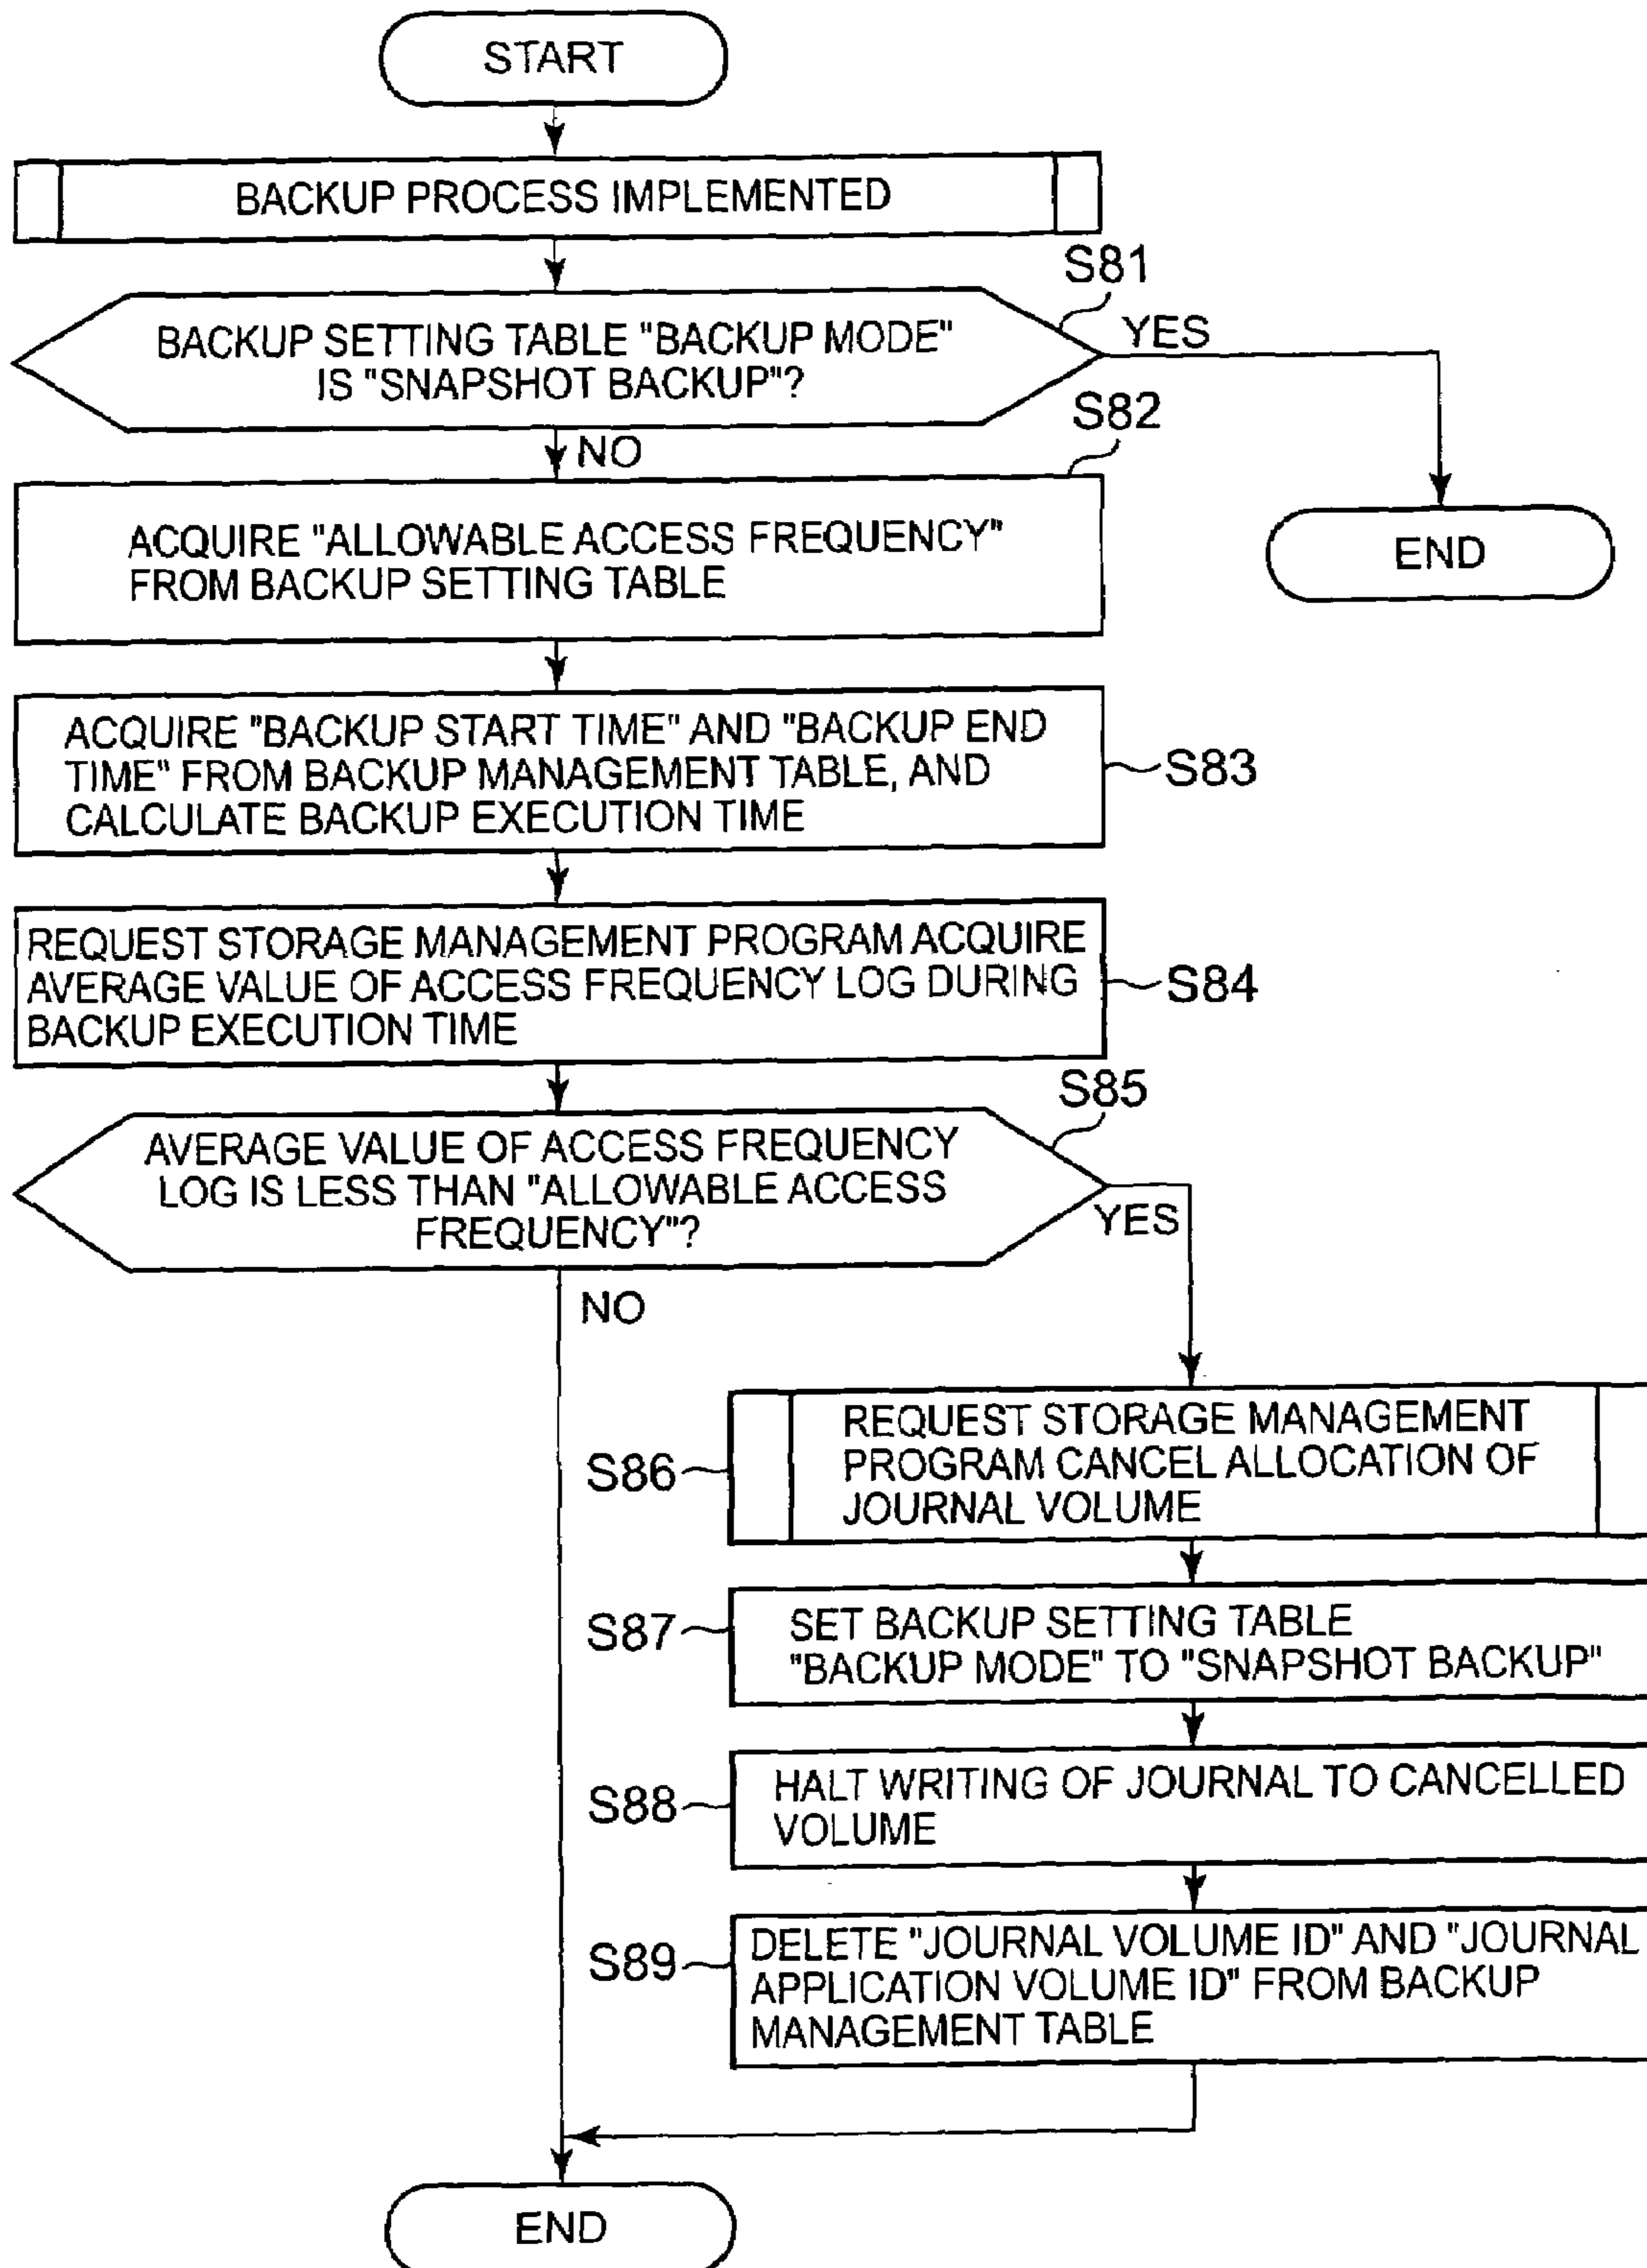 START
BACKUP PROCESS IMPLEMENTED
S81
BACKUP SETTING TABLE "BACKUP MODE"
IS "SNAPSHOT BACKUP"?
YES
NO
S82
ACQUIRE "ALLOWABLE ACCESS FREQUENCY"
FROM BACKUP SETTING TABLE
END
ACQUIRE "BACKUP START TIME" AND "BACKUP END
TIME" FROM BACKUP MANAGEMENT TABLE, AND
CALCULATE BACKUP EXECUTION TIME
S83
REQUEST STORAGE MANAGEMENT PROGRAM ACQUIRE
AVERAGE VALUE OF ACCESS FREQUENCY LOG DURING
BACKUP EXECUTION TIME
S84
S85
AVERAGE VALUE OF ACCESS FREQUENCY
LOG IS LESS THAN "ALLOWABLE ACCESS
FREQUENCY"?
YES
NO
S86
REQUEST STORAGE MANAGEMENT
PROGRAM CANCEL ALLOCATION OF
JOURNAL VOLUME
S87
SET BACKUP SETTING TABLE
"BACKUP MODE" TO "SNAPSHOT BACKUP"
S88
HALT WRITING OF JOURNAL TO CANCELLED
VOLUME
S89
DELETE "JOURNAL VOLUME ID" AND "JOURNAL
APPLICATION VOLUME ID" FROM BACKUP
MANAGEMENT TABLE
END